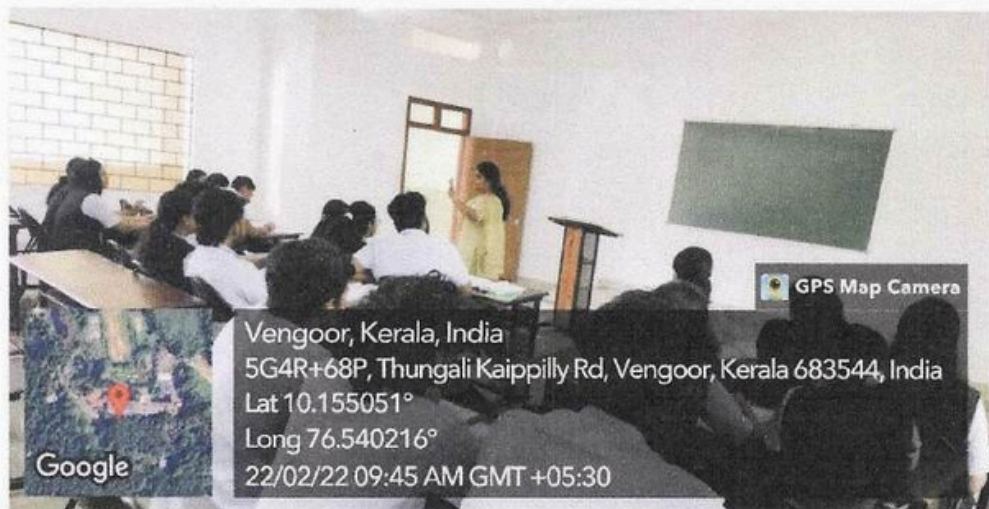 GPS Map Camera
Vengoor, Kerala, India
5G4R+68P, Thungali Kaippilly Rd, Vengoor, Kerala 683544, India
Lat 10.155051°
Long 76.540216°
22/02/22 09:45 AM GMT +05:30
Google